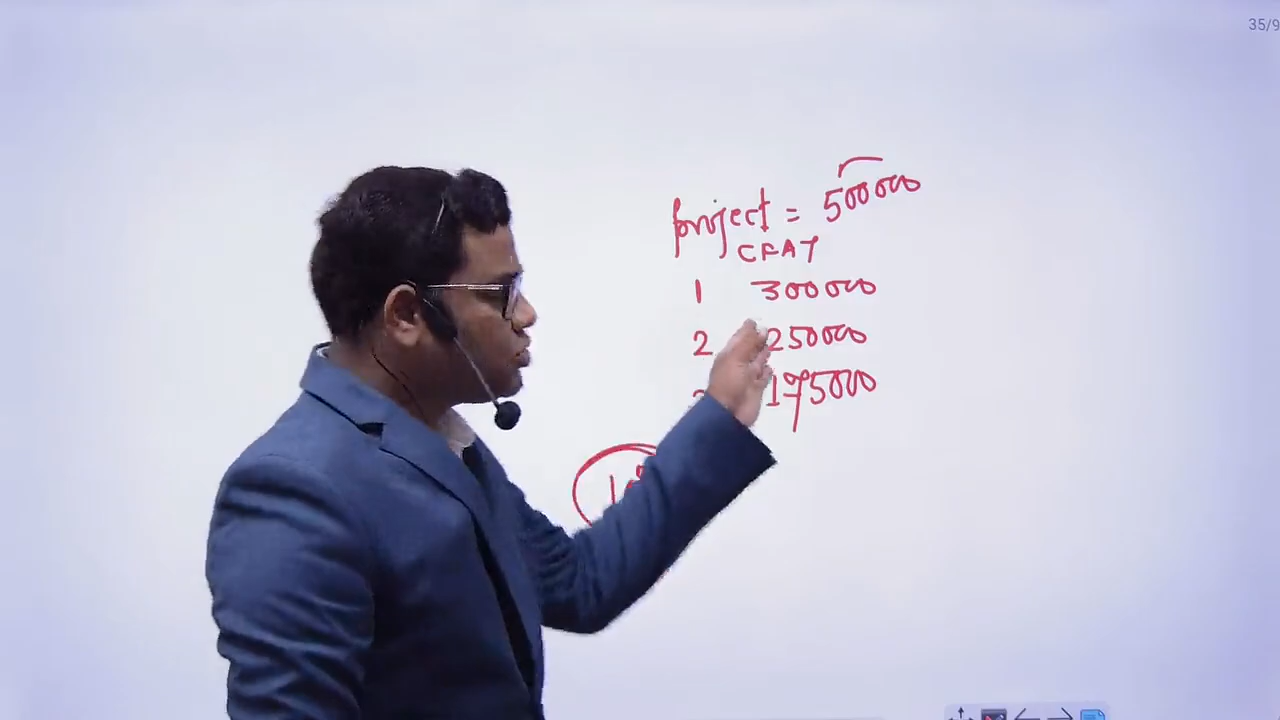 35/9
project = 500000
CFAT
1 300000
2 250000
175000